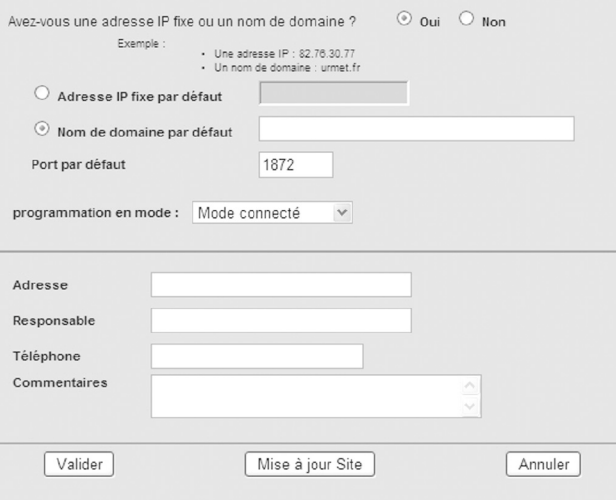 Avez-vous une adresse IP fixe ou un nom de domaine ? Oui Non
Exemple :
• Une adresse IP : 82.76.30.77
• Un nom de domaine : urmet.fr
Adresse IP fixe par défaut
Nom de domaine par défaut
Port par défaut 1872
programmation en mode : Mode connecté
Adresse
Responsable
Téléphone
Commentaires
Valider Mise à jour Site Annuler